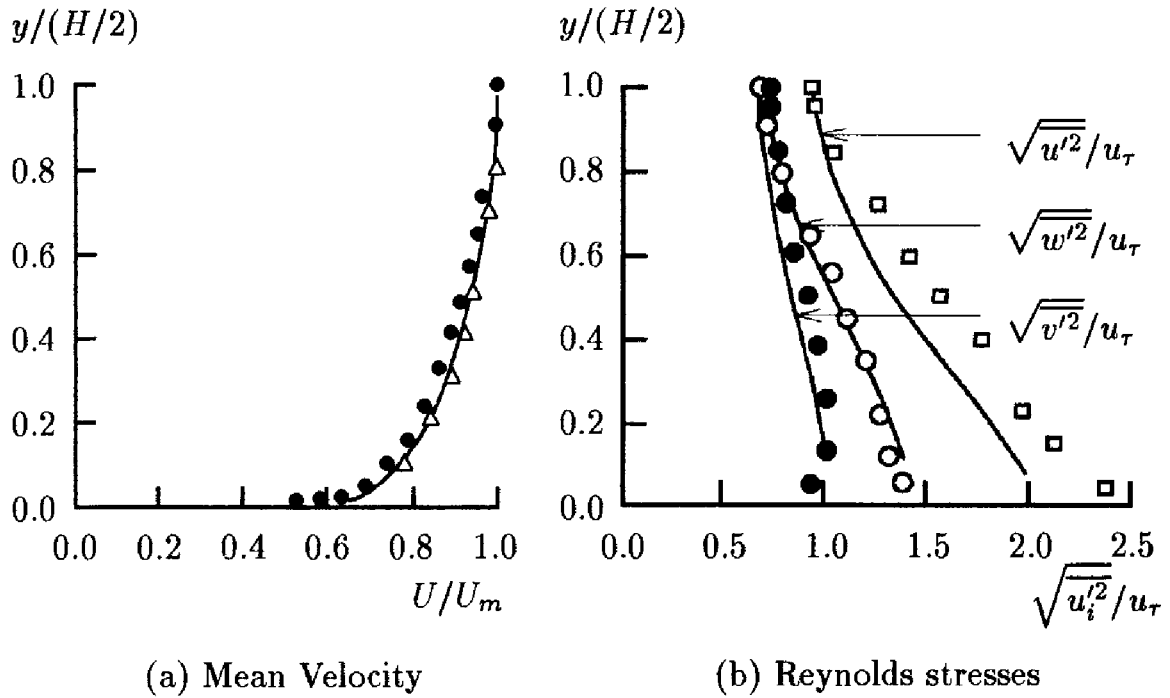 y/(H/2)
1.0
0.8
0.6
0.4
0.2
0.0
0.0 0.2 0.4 0.6 0.8 1.0
U/U_m
(a) Mean Velocity
y/(H/2)
1.0
0.8
0.6
0.4
0.2
0.0
√u′²/u_τ
√w′²/u_τ
√v′²/u_τ
0.0 0.5 1.0 1.5 2.0 2.5
√u′ᵢ²/u_τ
(b) Reynolds stresses